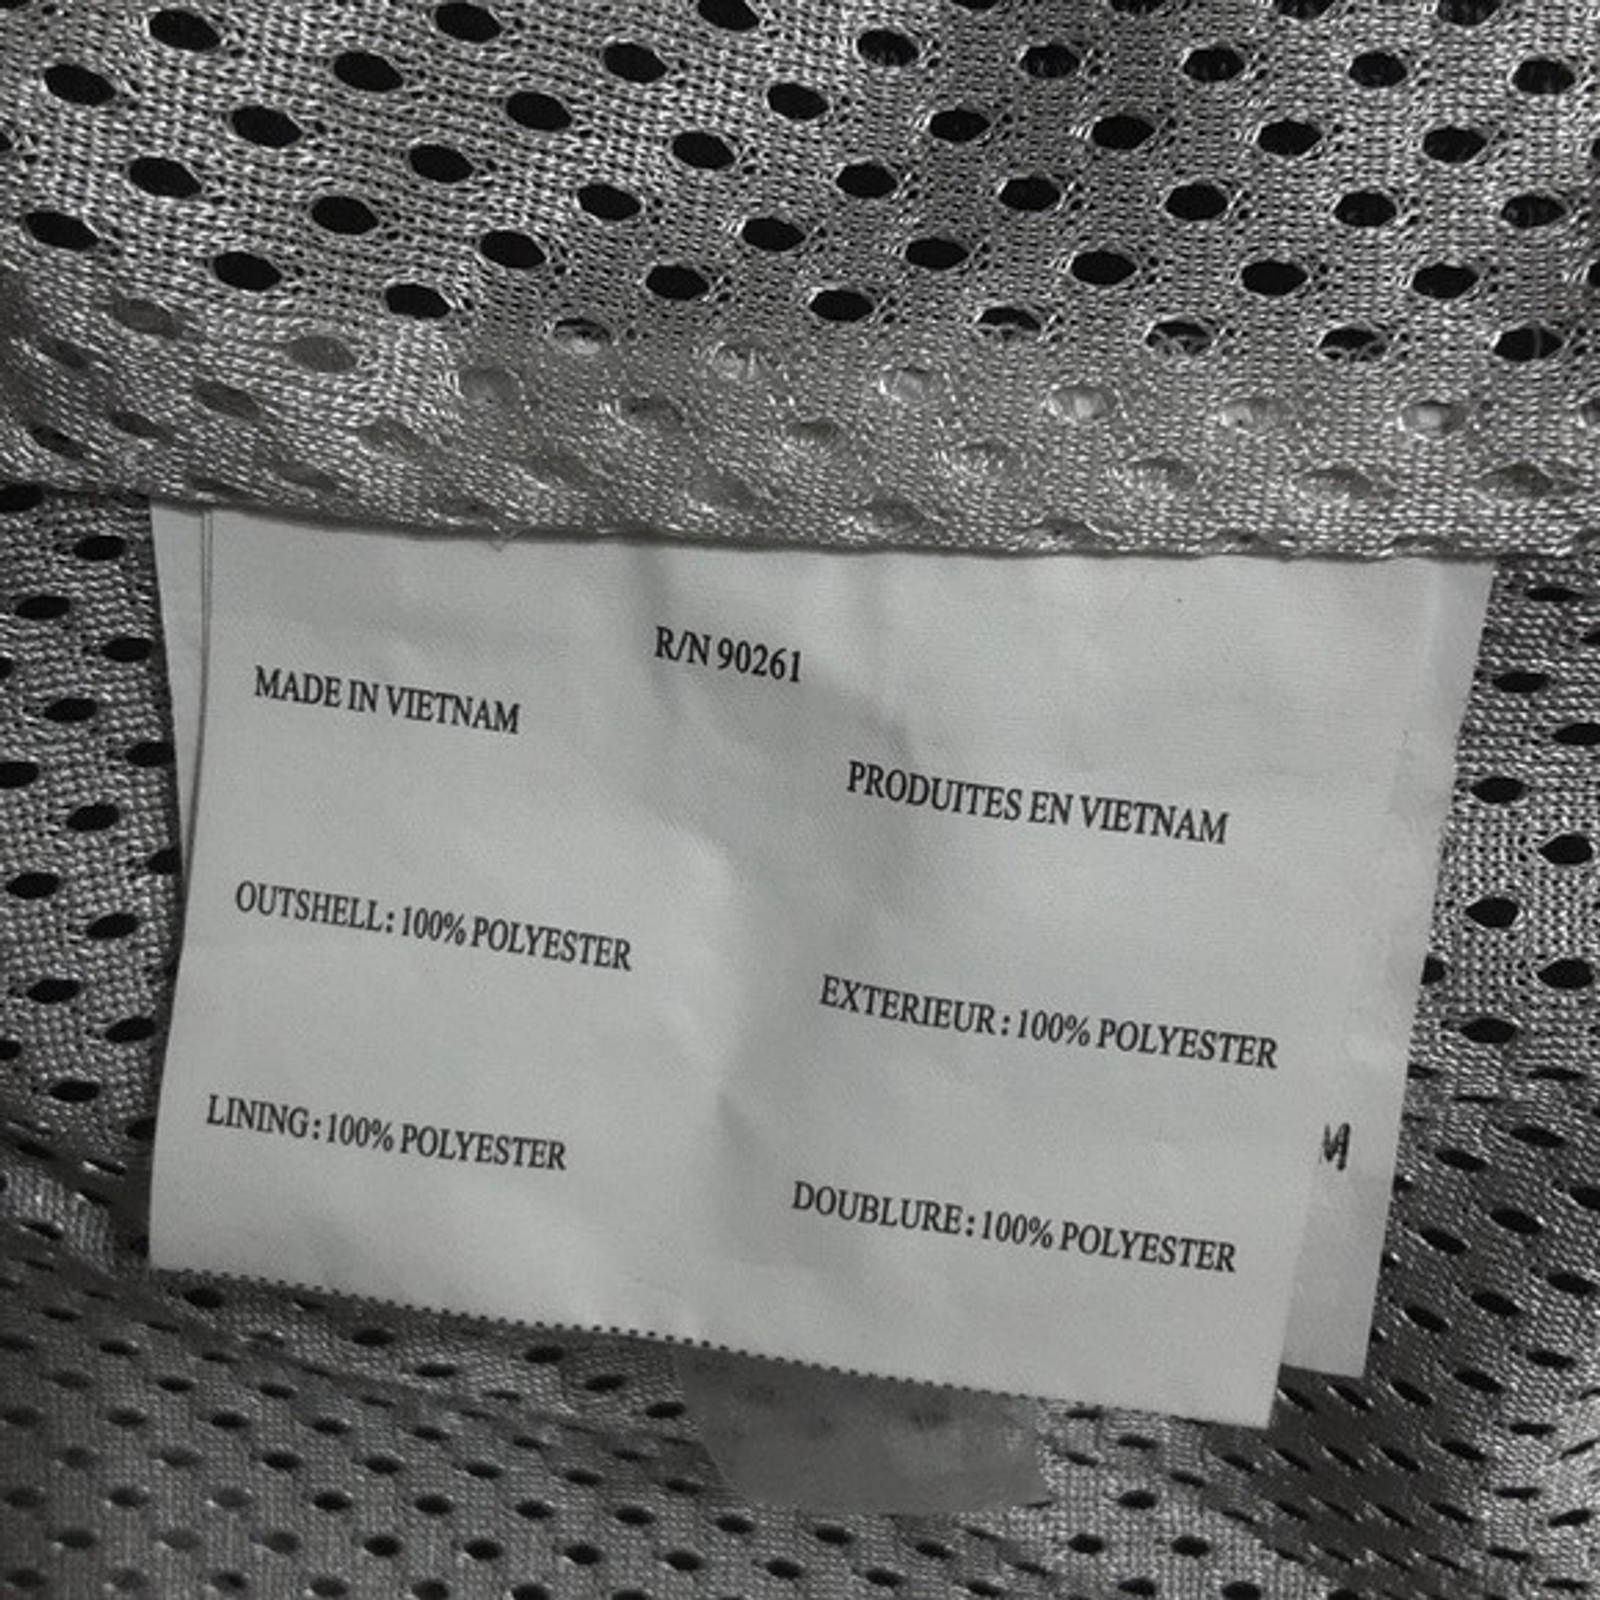 R/N 90261
MADE IN VIETNAM
PRODUITES EN VIETNAM
OUTSHELL: 100% POLYESTER
EXTERIEUR: 100% POLYESTER
LINING: 100% POLYESTER
DOUBLURE: 100% POLYESTER
M